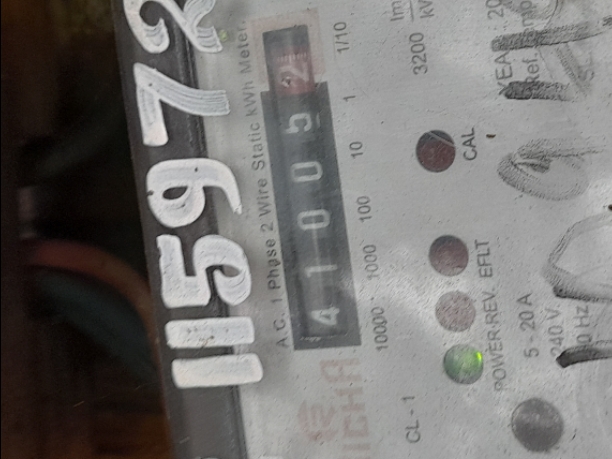 115972
A.C. 1 Phase 2 Wire Static kWh Meter.
4 1 0 0 5 2
10000 1000 100 10 1 1/10
CL - 1
3200
POWER-REV. EFLT
CAL
5 - 20 A
240 V.